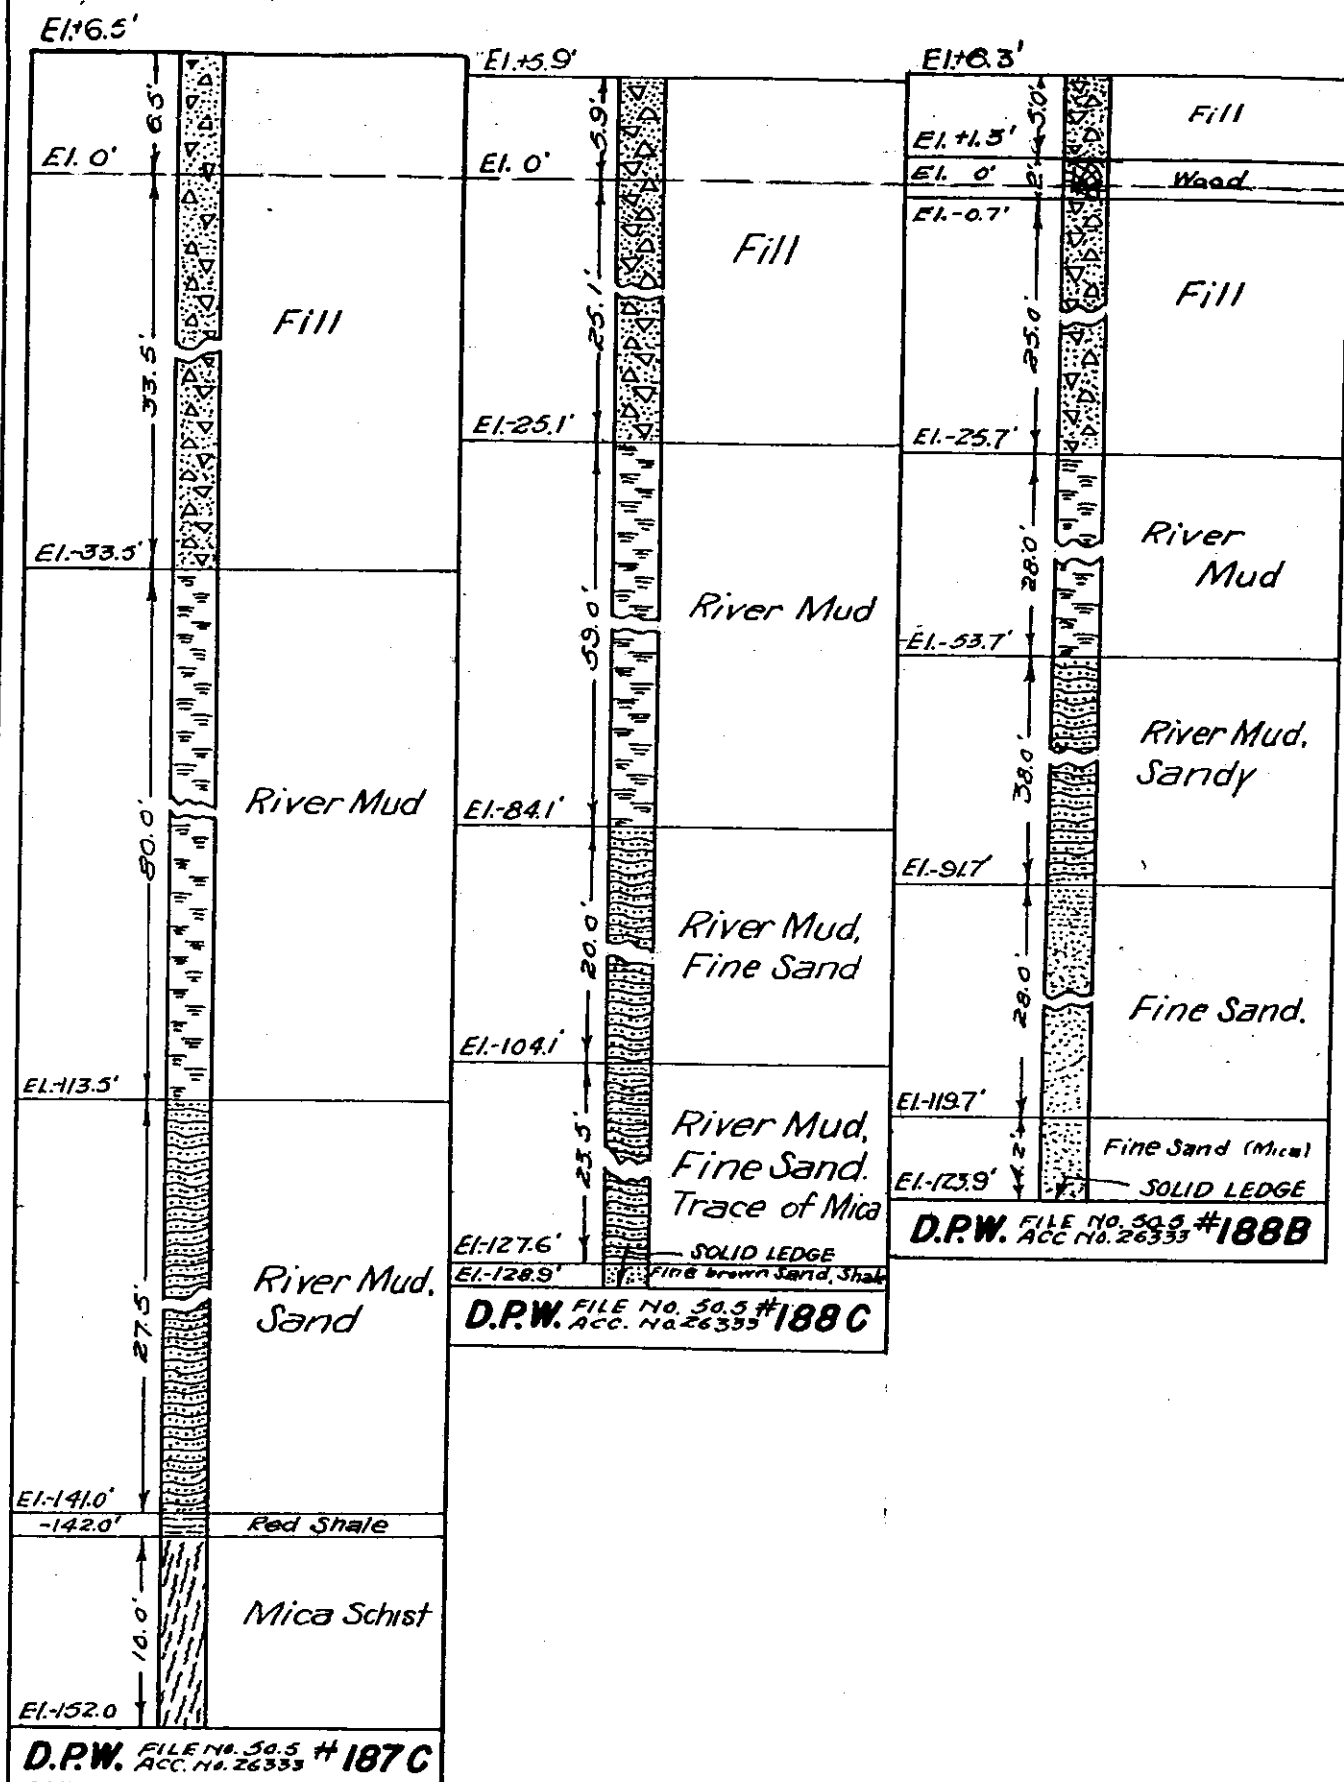 El.+6.5'
6.5'
El. 0'
33.5'
Fill
El.-33.5'
80.0'
River Mud
El.-113.5'
27.5'
River Mud,
Sand
El.-141.0'
-142.0'
Red Shale
10.0'
Mica Schist
El.-152.0
D.P.W. FILE No. 50.5 ACC. No. 26333 # 187C
El.+5.9'
5.9'
El. 0'
Fill
25.1'
El.-25.1'
59.0'
River Mud
El.-84.1'
20.0'
River Mud,
Fine Sand
El.-104.1'
23.5'
River Mud,
Fine Sand.
Trace of Mica
El.-127.6'
SOLID LEDGE
El.-128.9'
Fine brown Sand, Shale
D.P.W. FILE No. 50.5 ACC. No. 26333 # 188C
El.+6.3'
5.0'
Fill
El.+1.3'
El. 0'
2'
Wood
El.-0.7'
25.0'
Fill
El.-25.7'
28.0'
River
Mud
El.-53.7'
38.0'
River Mud,
Sandy
El.-91.7'
28.0'
Fine Sand.
El.-119.7'
4.2'
Fine Sand (Mica)
El.-123.9'
SOLID LEDGE
D.P.W. FILE No. 50.5 ACC No. 26333 # 188B